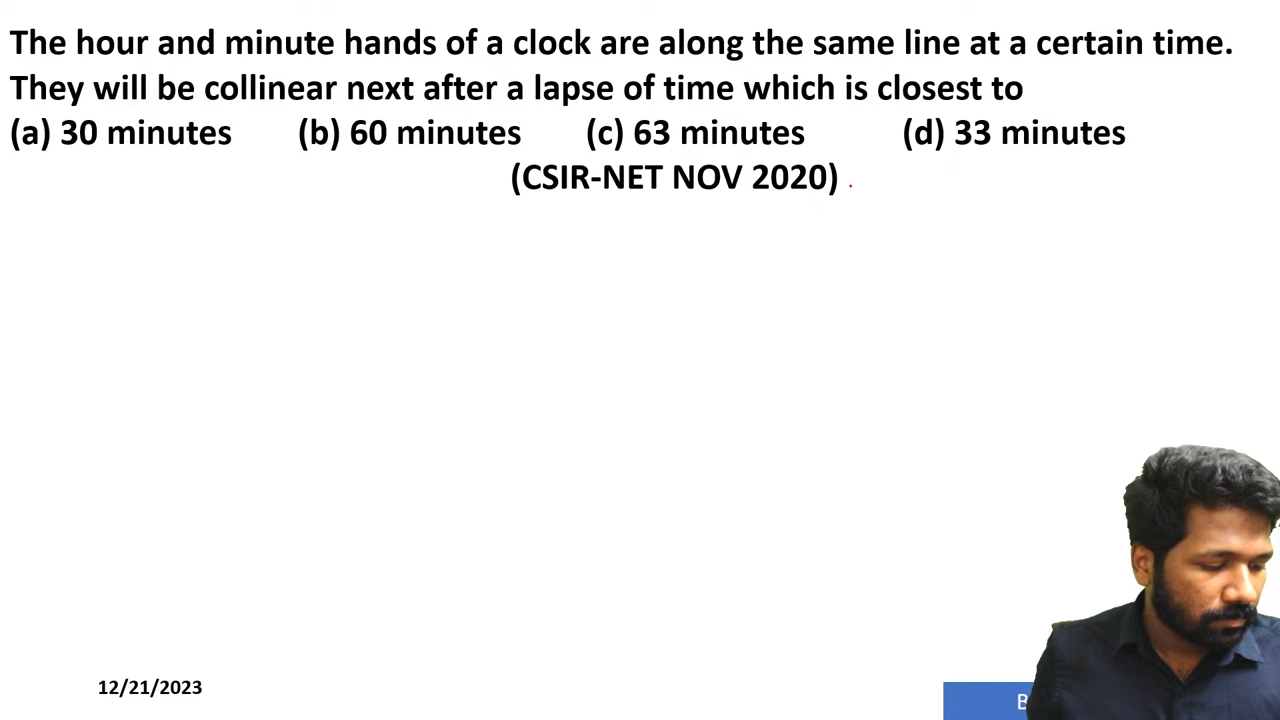 The hour and minute hands of a clock are along the same line at a certain time.
They will be collinear next after a lapse of time which is closest to
(a) 30 minutes (b) 60 minutes (c) 63 minutes (d) 33 minutes
(CSIR-NET NOV 2020)
12/21/2023